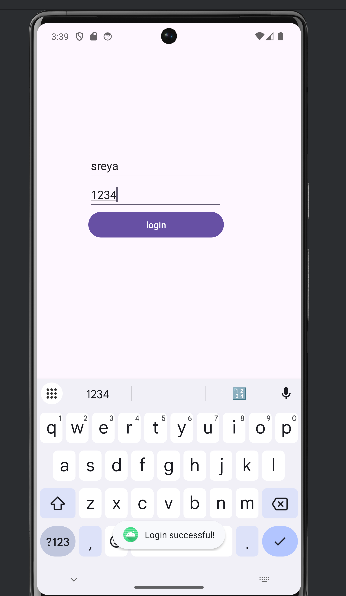 3:39
sreya
1234
login
1234
q1 w2 e3 r4 t5 y6 u7 i8 o9 p0
a s d f g h j k l
z x c v b n m
?123 , .
Login successful!